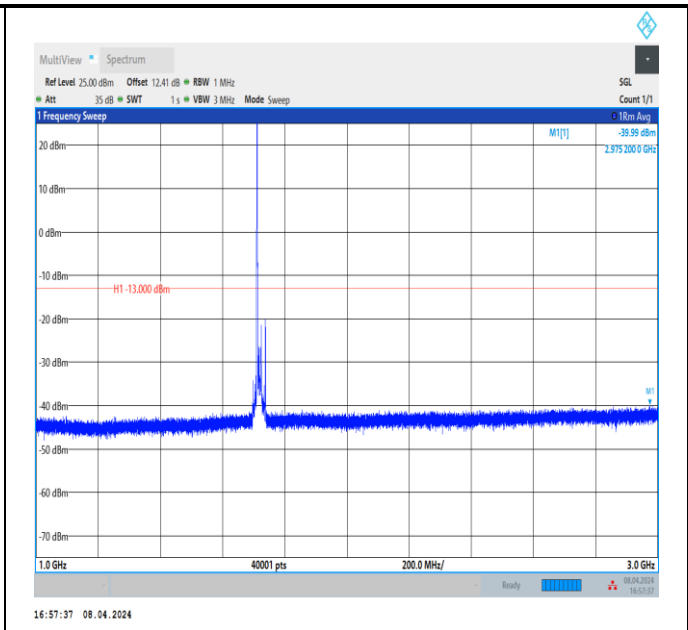 MultiView Spectrum
Ref Level 25.00 dBm Offset 12.41 dB RBW 1 MHz SGL
Att 35 dB SWT 1 s VBW 3 MHz Mode Sweep Count 1/1
1 Frequency Sweep 1Rm Avg
M1[1] -39.99 dBm
2.975 200 0 GHz
20 dBm
10 dBm
0 dBm
-10 dBm
H1 -13.000 dBm
-20 dBm
-30 dBm
M1
-40 dBm
-50 dBm
-60 dBm
-70 dBm
1.0 GHz 40001 pts 200.0 MHz/ 3.0 GHz
Ready 08.04.2024
16:57:37
16:57:37 08.04.2024